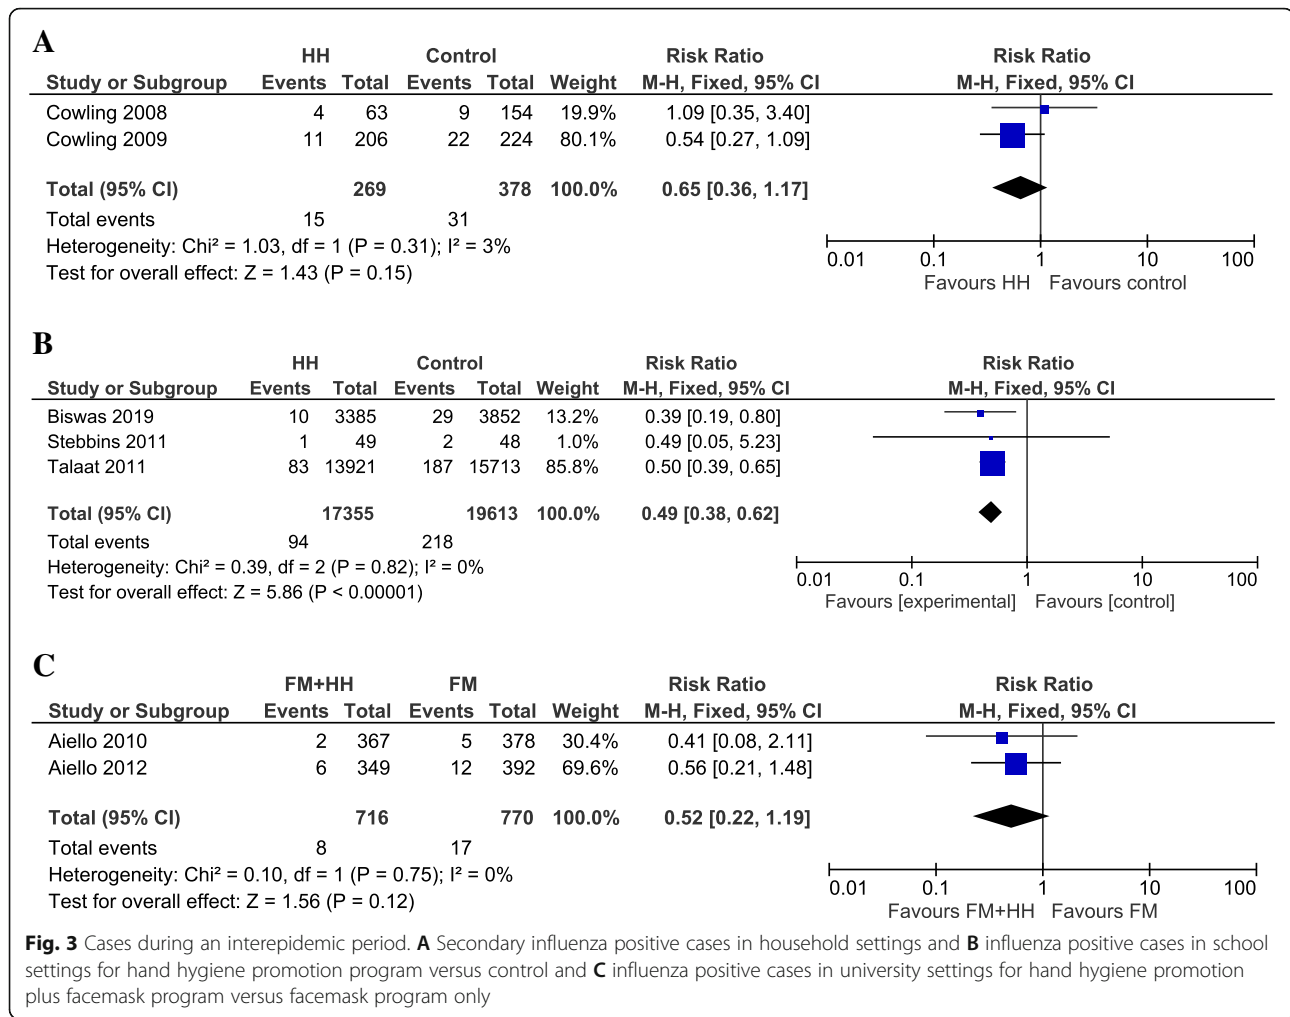 A
HH Control Risk Ratio Risk Ratio
Study or Subgroup Events Total Events Total Weight M-H, Fixed, 95% CI M-H, Fixed, 95% CI
Cowling 2008 4 63 9 154 19.9% 1.09 [0.35, 3.40]
Cowling 2009 11 206 22 224 80.1% 0.54 [0.27, 1.09]
Total (95% CI) 269 378 100.0% 0.65 [0.36, 1.17]
Total events 15 31
Heterogeneity: Chi² = 1.03, df = 1 (P = 0.31); I² = 3%
Test for overall effect: Z = 1.43 (P = 0.15)
0.01 0.1 1 10 100
Favours HH Favours control
B
HH Control Risk Ratio Risk Ratio
Study or Subgroup Events Total Events Total Weight M-H, Fixed, 95% CI M-H, Fixed, 95% CI
Biswas 2019 10 3385 29 3852 13.2% 0.39 [0.19, 0.80]
Stebbins 2011 1 49 2 48 1.0% 0.49 [0.05, 5.23]
Talaat 2011 83 13921 187 15713 85.8% 0.50 [0.39, 0.65]
Total (95% CI) 17355 19613 100.0% 0.49 [0.38, 0.62]
Total events 94 218
Heterogeneity: Chi² = 0.39, df = 2 (P = 0.82); I² = 0%
Test for overall effect: Z = 5.86 (P < 0.00001)
0.01 0.1 1 10 100
Favours [experimental] Favours [control]
C
FM+HH FM Risk Ratio Risk Ratio
Study or Subgroup Events Total Events Total Weight M-H, Fixed, 95% CI M-H, Fixed, 95% CI
Aiello 2010 2 367 5 378 30.4% 0.41 [0.08, 2.11]
Aiello 2012 6 349 12 392 69.6% 0.56 [0.21, 1.48]
Total (95% CI) 716 770 100.0% 0.52 [0.22, 1.19]
Total events 8 17
Heterogeneity: Chi² = 0.10, df = 1 (P = 0.75); I² = 0%
Test for overall effect: Z = 1.56 (P = 0.12)
0.01 0.1 1 10 100
Favours FM+HH Favours FM
Fig. 3 Cases during an interepidemic period. A Secondary influenza positive cases in household settings and B influenza positive cases in school
settings for hand hygiene promotion program versus control and C influenza positive cases in university settings for hand hygiene promotion
plus facemask program versus facemask program only